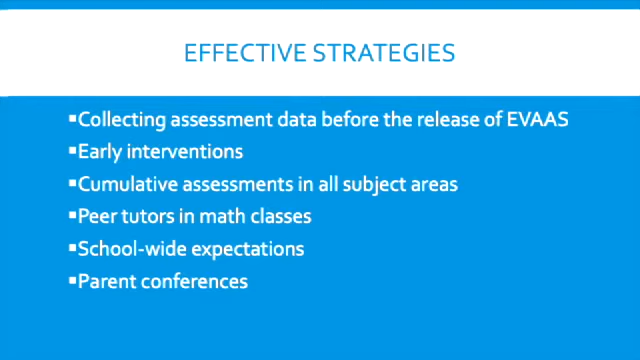 EFFECTIVE STRATEGIES
▪Collecting assessment data before the release of EVAAS
▪Early interventions
▪Cumulative assessments in all subject areas
▪Peer tutors in math classes
▪School-wide expectations
▪Parent conferences